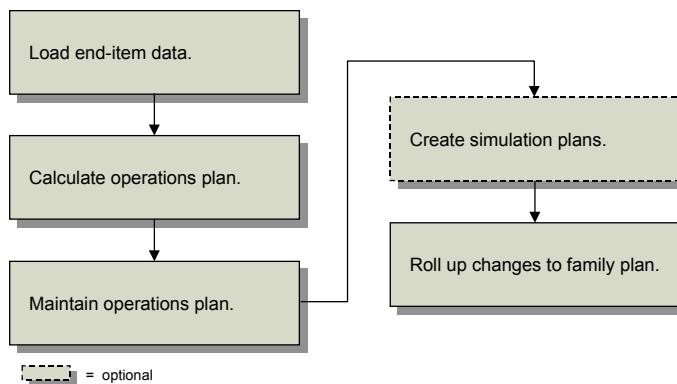 Load end-item data.
Calculate operations plan.
Maintain operations plan.
Create simulation plans.
Roll up changes to family plan.
= optional